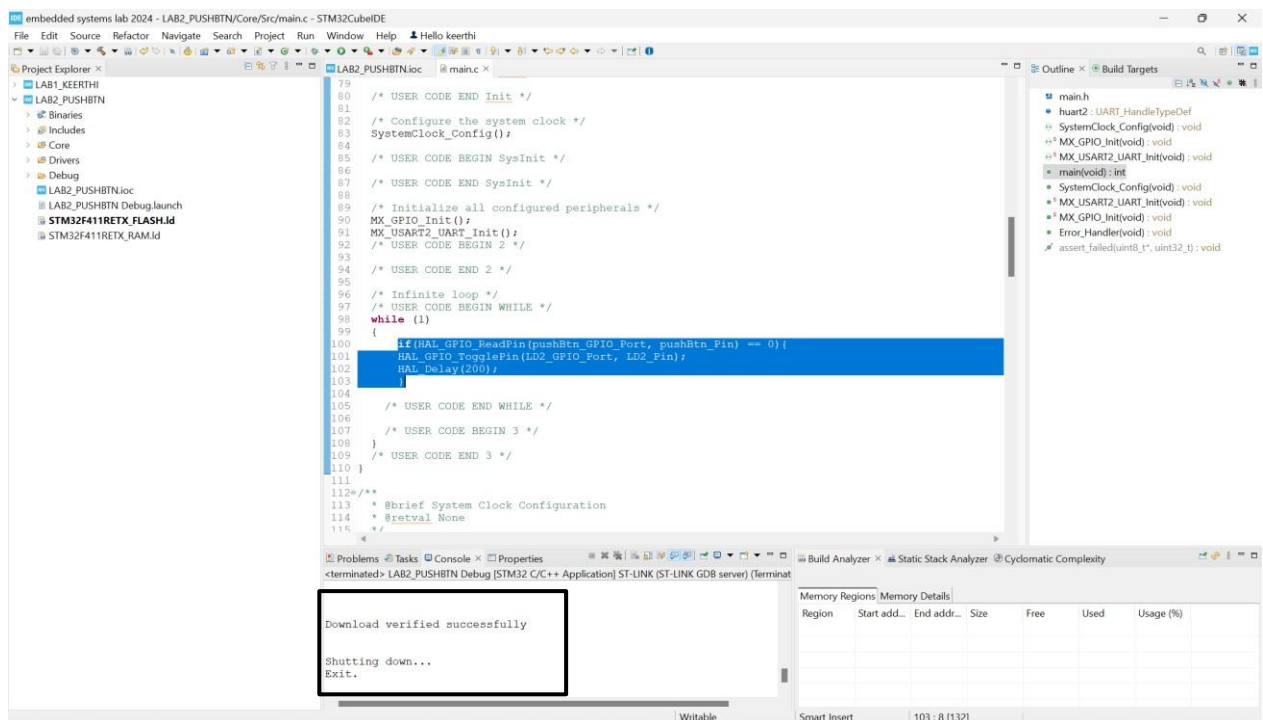 IDE embedded systems lab 2024 - LAB2_PUSHBTN/Core/Src/main.c - STM32CubeIDE
File Edit Source Refactor Navigate Search Project Run Window Help Hello keerthi
Project Explorer
LAB1_KEERTHI
LAB2_PUSHBTN
Binaries
Includes
Core
Drivers
Debug
LAB2_PUSHBTN.ioc
LAB2_PUSHBTN Debug.launch
STM32F411RETX_FLASH.ld
STM32F411RETX_RAM.ld
LAB2_PUSHBTN.ioc main.c
79
80 /* USER CODE END Init */
81
82 /* Configure the system clock */
83 SystemClock_Config();
84
85 /* USER CODE BEGIN SysInit */
86
87 /* USER CODE END SysInit */
88
89 /* Initialize all configured peripherals */
90 MX_GPIO_Init();
91 MX_USART2_UART_Init();
92 /* USER CODE BEGIN 2 */
93
94 /* USER CODE END 2 */
95
96 /* Infinite loop */
97 /* USER CODE BEGIN WHILE */
98 while (1)
99 {
100 if(HAL_GPIO_ReadPin(pushBtn_GPIO_Port, pushBtn_Pin) == 0){
101 HAL_GPIO_TogglePin(LD2_GPIO_Port, LD2_Pin);
102 HAL_Delay(200);
103 }
104
105 /* USER CODE END WHILE */
106
107 /* USER CODE BEGIN 3 */
108 }
109 /* USER CODE END 3 */
110 }
111
112 /**
113 * @brief System Clock Configuration
114 * @retval None
115 */
Outline Build Targets
main.h
huart2 : UART_HandleTypeDef
SystemClock_Config(void) : void
MX_GPIO_Init(void) : void
MX_USART2_UART_Init(void) : void
main(void) : int
SystemClock_Config(void) : void
MX_USART2_UART_Init(void) : void
MX_GPIO_Init(void) : void
Error_Handler(void) : void
assert_failed(uint8_t*, uint32_t) : void
Problems Tasks Console Properties
<terminated> LAB2_PUSHBTN Debug [STM32 C/C++ Application] ST-LINK (ST-LINK GDB server) (Terminat
Download verified successfully
Shutting down...
Exit.
Build Analyzer Static Stack Analyzer Cyclomatic Complexity
Memory Regions Memory Details
Region Start add... End addr... Size Free Used Usage (%)
Writable Smart Insert 103 : 8 [132]